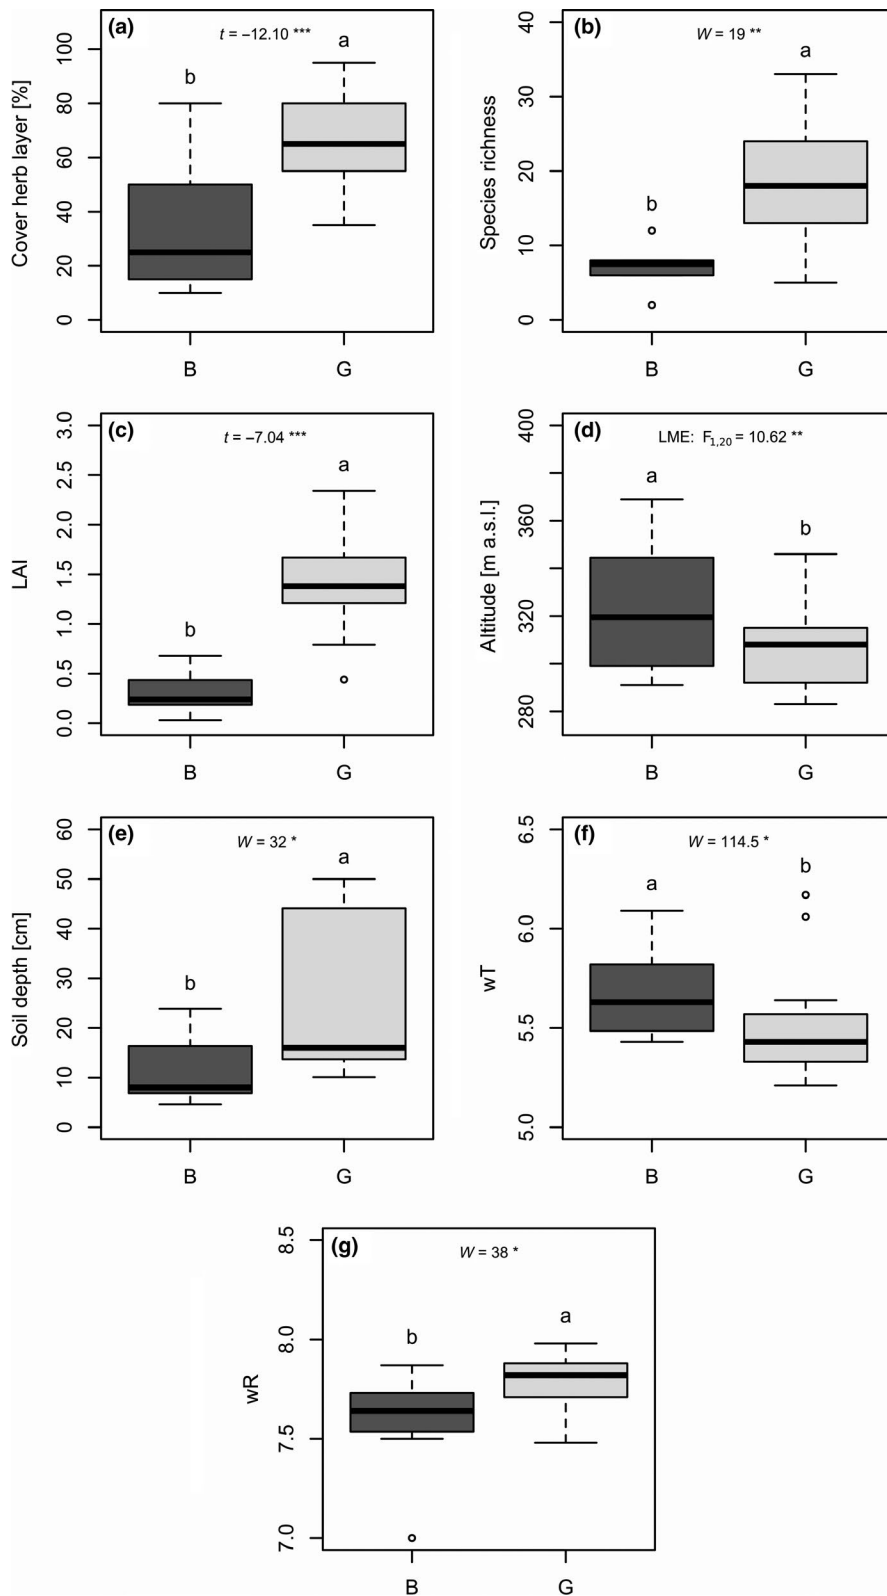 (a) t = –12.10 ***
Cover herb layer [%]
100
80
60
40
20
0
b
a
B G
(b) W = 19 **
Species richness
40
30
20
10
0
b
a
B G
(c) t = –7.04 ***
LAI
3.0
2.5
2.0
1.5
1.0
0.5
0.0
b
a
B G
(d) LME: F1,20 = 10.62 **
Altitude [m a.s.l.]
400
360
320
280
a
b
B G
(e) W = 32 *
Soil depth [cm]
60
50
40
30
20
10
0
b
a
B G
(f) W = 114.5 *
wT
6.5
6.0
5.5
5.0
a
b
B G
(g) W = 38 *
wR
8.5
8.0
7.5
7.0
b
a
B G